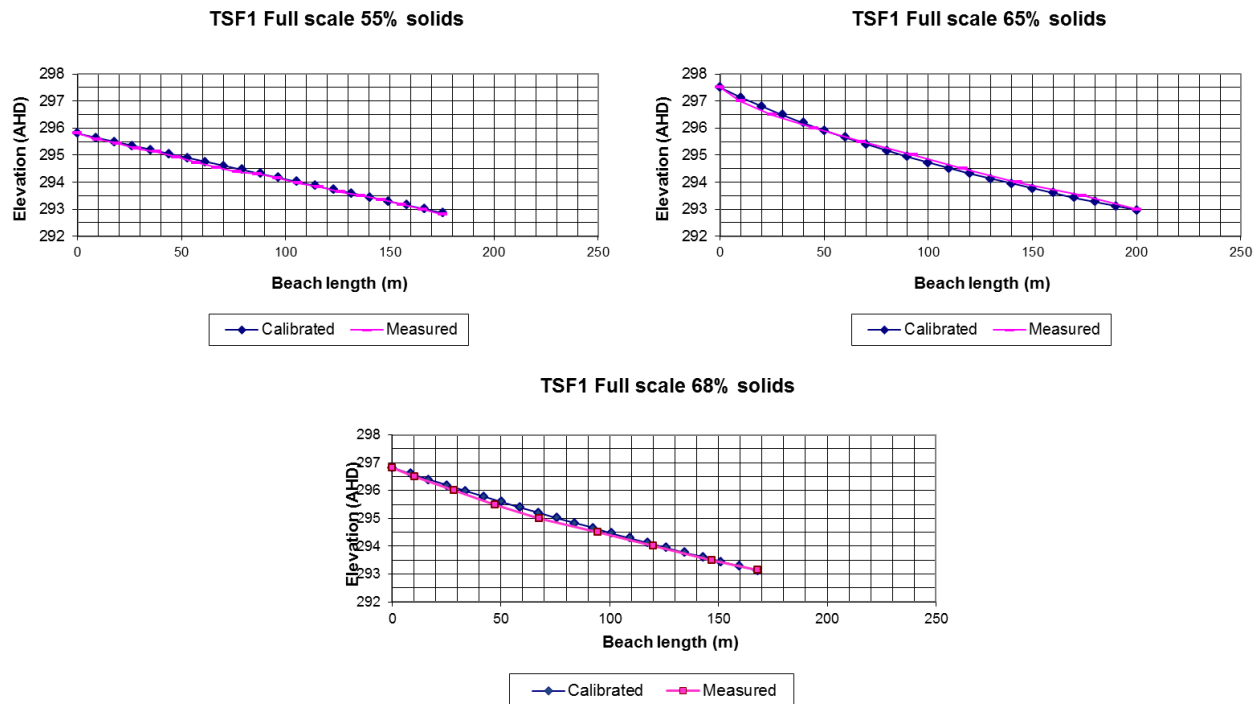 TSF1 Full scale 55% solids
Elevation (AHD)
298
297
296
295
294
293
292
0 50 100 150 200 250
Beach length (m)
Calibrated Measured
TSF1 Full scale 65% solids
Elevation (AHD)
298
297
296
295
294
293
292
0 50 100 150 200 250
Beach length (m)
Calibrated Measured
TSF1 Full scale 68% solids
Elevation (AHD)
298
297
296
295
294
293
292
0 50 100 150 200 250
Beach length (m)
Calibrated Measured